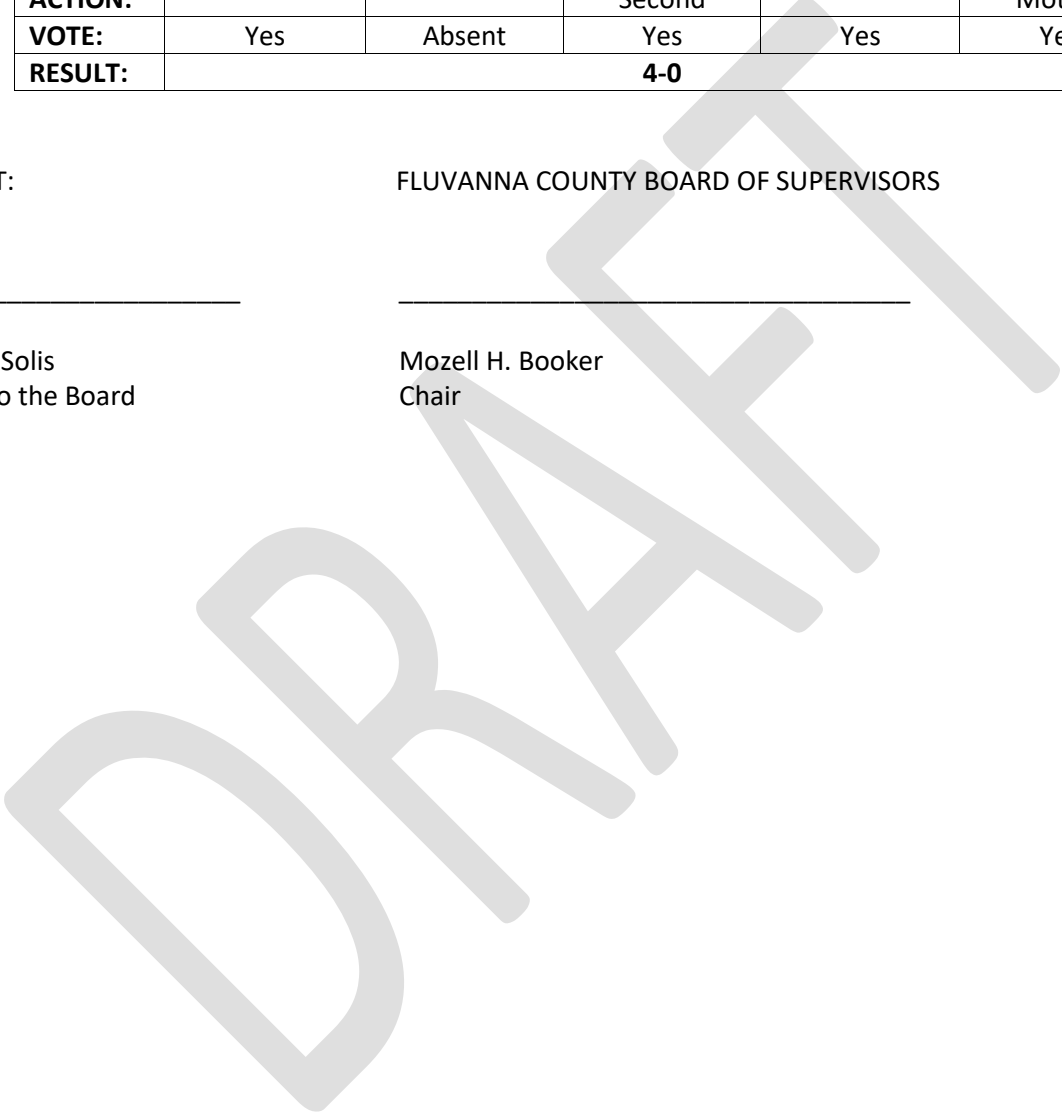 ACTION: Second
VOTE: Yes Absent Yes Yes
RESULT: 4-0
T: FLUVANNA COUNTY BOARD OF SUPERVISORS
Solis Mozell H. Booker
o the Board Chair
DRAFT